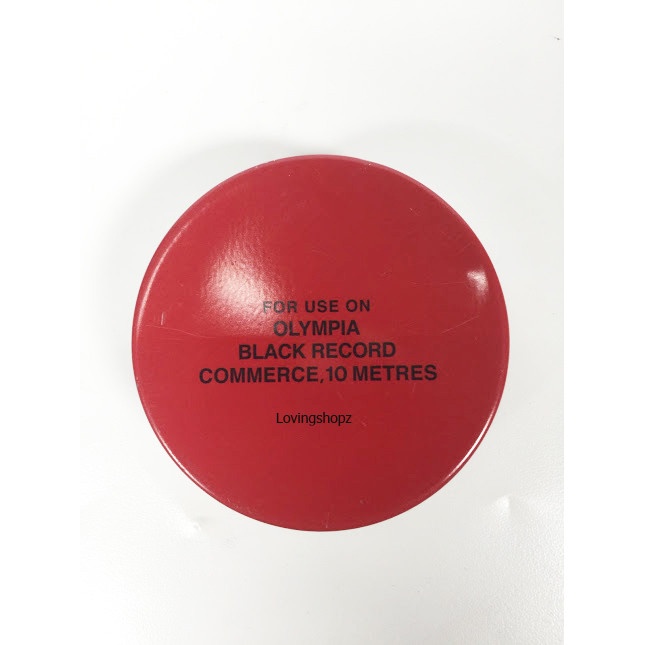 FOR USE ON
OLYMPIA
BLACK RECORD
COMMERCE, 10 METRES
Lovingshopz